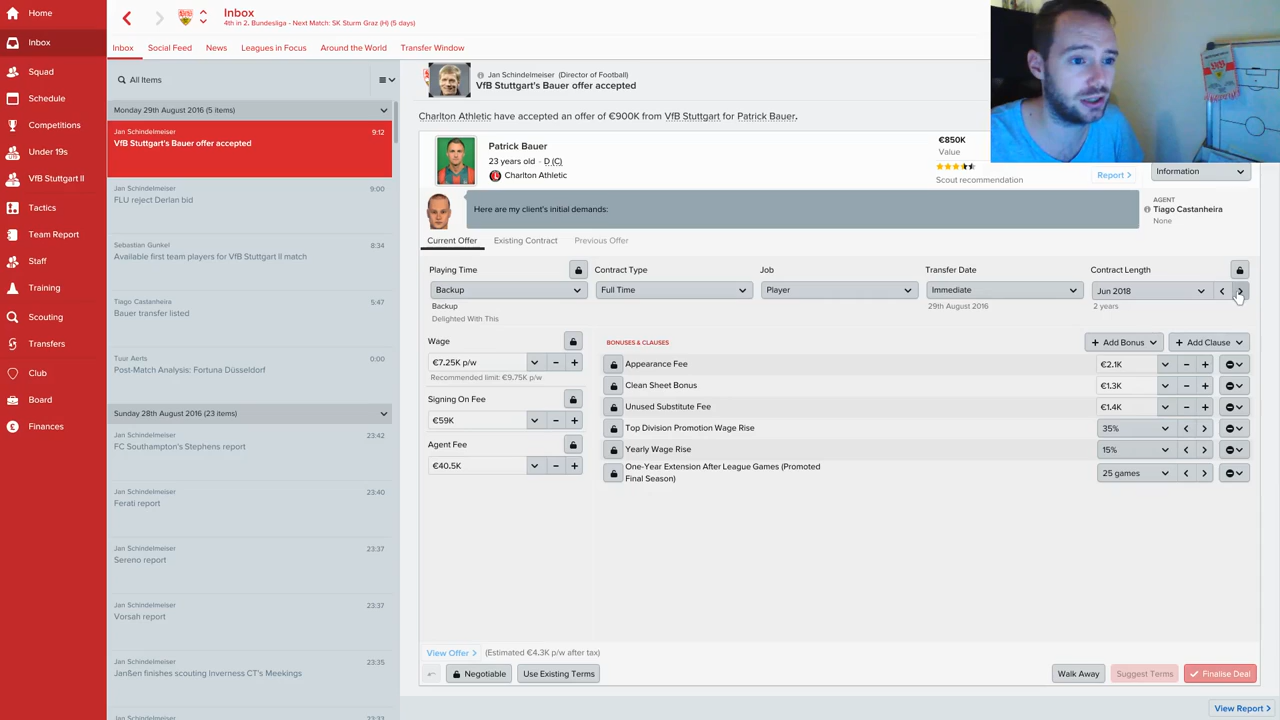 Home
Inbox
Squad
Schedule
Competitions
Under 19s
VfB Stuttgart II
Tactics
Team Report
Staff
Training
Scouting
Transfers
Club
Board
Finances
Inbox
4th in 2. Bundesliga - Next Match: SK Sturm Graz (H) (5 days)
Inbox
Social Feed
News
Leagues in Focus
Around the World
Transfer Window
All Items
Monday 29th August 2016 (5 items)
Jan Schindelmeiser 9:12
VfB Stuttgart's Bauer offer accepted
Jan Schindelmeiser 9:00
FLU reject Derlan bid
Sebastian Gunkel 8:34
Available first team players for VfB Stuttgart II match
Tiago Castanheira 5:47
Bauer transfer listed
Tuur Aerts 0:00
Post-Match Analysis: Fortuna Düsseldorf
Sunday 28th August 2016 (23 items)
Jan Schindelmeiser 23:42
FC Southampton's Stephens report
Jan Schindelmeiser 23:40
Ferati report
Jan Schindelmeiser 23:37
Sereno report
Jan Schindelmeiser 23:37
Vorsah report
Jan Schindelmeiser 23:35
Janßen finishes scouting Inverness CT's Meekings
Jan Schindelmeiser 23:33
Jan Schindelmeiser (Director of Football)
VfB Stuttgart's Bauer offer accepted
Charlton Athletic have accepted an offer of €900K from VfB Stuttgart for Patrick Bauer.
Patrick Bauer
23 years old · D (C)
Charlton Athletic
€850K
Value
Scout recommendation
Report >
Information
Here are my client's initial demands:
AGENT
Tiago Castanheira
None
Current Offer
Existing Contract
Previous Offer
Playing Time
Contract Type
Job
Transfer Date
Contract Length
Backup
Full Time
Player
Immediate
Jun 2018
Backup
29th August 2016
2 years
Delighted With This
Wage
€7.25K p/w
Recommended limit: €9.75K p/w
Signing On Fee
€59K
Agent Fee
€40.5K
BONUSES & CLAUSES
+ Add Bonus
+ Add Clause
Appearance Fee €2.1K
Clean Sheet Bonus €1.3K
Unused Substitute Fee €1.4K
Top Division Promotion Wage Rise 35%
Yearly Wage Rise 15%
One-Year Extension After League Games (Promoted
Final Season) 25 games
View Offer > (Estimated €4.3K p/w after tax)
Negotiable
Use Existing Terms
Walk Away
Suggest Terms
Finalise Deal
View Report >